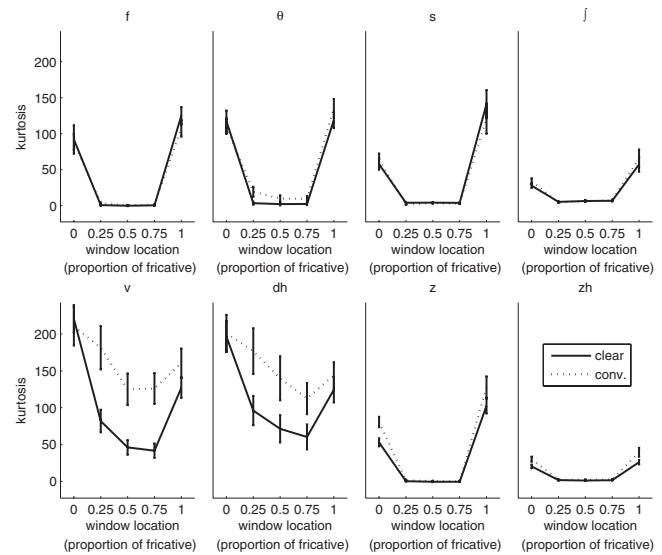 f θ s ʃ
200
150
100
50
0
kurtosis
0 0.25 0.5 0.75 1 0 0.25 0.5 0.75 1 0 0.25 0.5 0.75 1 0 0.25 0.5 0.75 1
window location window location window location window location
(proportion of fricative) (proportion of fricative) (proportion of fricative) (proportion of fricative)
v dh z zh
200
150
100
50
0
kurtosis
clear
conv.
0 0.25 0.5 0.75 1 0 0.25 0.5 0.75 1 0 0.25 0.5 0.75 1 0 0.25 0.5 0.75 1
window location window location window location window location
(proportion of fricative) (proportion of fricative) (proportion of fricative) (proportion of fricative)